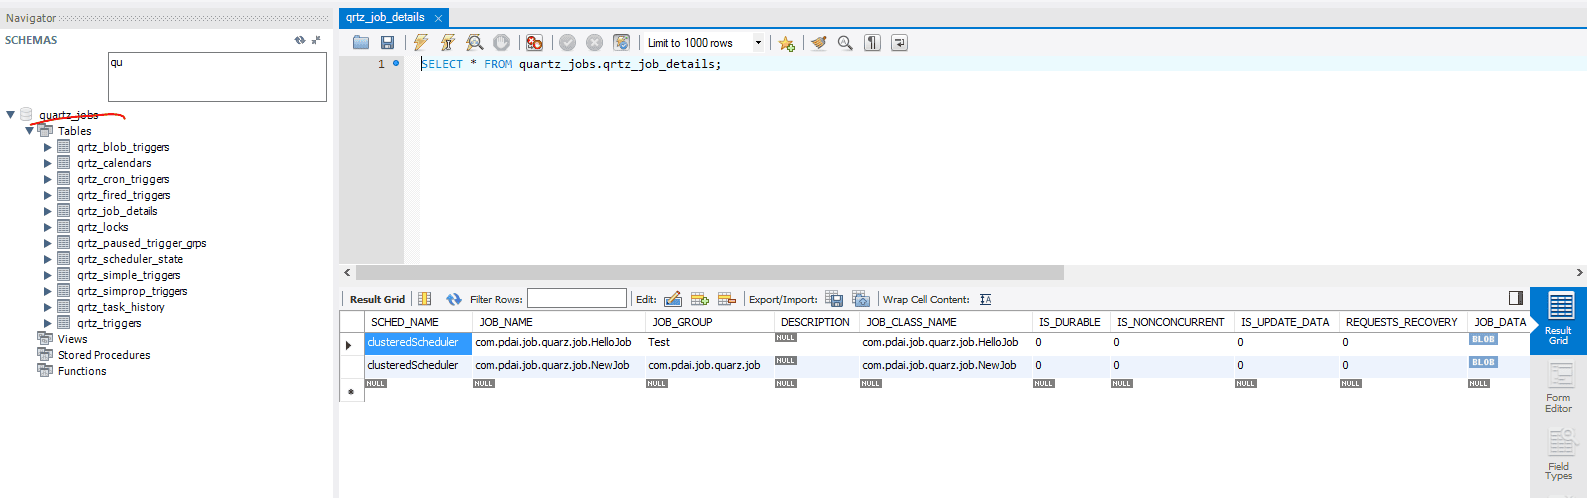 Navigator
qrtz_job_details
SCHEMAS
qu
Limit to 1000 rows
1
SELECT * FROM quartz_jobs.qrtz_job_details;
quartz_jobs
Tables
qrtz_blob_triggers
qrtz_calendars
qrtz_cron_triggers
qrtz_fired_triggers
qrtz_job_details
qrtz_locks
qrtz_paused_trigger_grps
qrtz_scheduler_state
qrtz_simple_triggers
qrtz_simprop_triggers
qrtz_task_history
qrtz_triggers
Views
Stored Procedures
Functions
Result Grid Filter Rows: Edit: Export/Import: Wrap Cell Content:
SCHED_NAME JOB_NAME JOB_GROUP DESCRIPTION JOB_CLASS_NAME IS_DURABLE IS_NONCONCURRENT IS_UPDATE_DATA REQUESTS_RECOVERY JOB_DATA
clusteredScheduler com.pdai.job.quarz.job.HelloJob Test NULL com.pdai.job.quarz.job.HelloJob 0 0 0 0 BLOB
clusteredScheduler com.pdai.job.quarz.job.NewJob com.pdai.job.quarz.job NULL com.pdai.job.quarz.job.NewJob 0 0 0 0 BLOB
NULL NULL NULL NULL NULL NULL NULL NULL NULL NULL
Result
Grid
Form
Editor
Field
Types